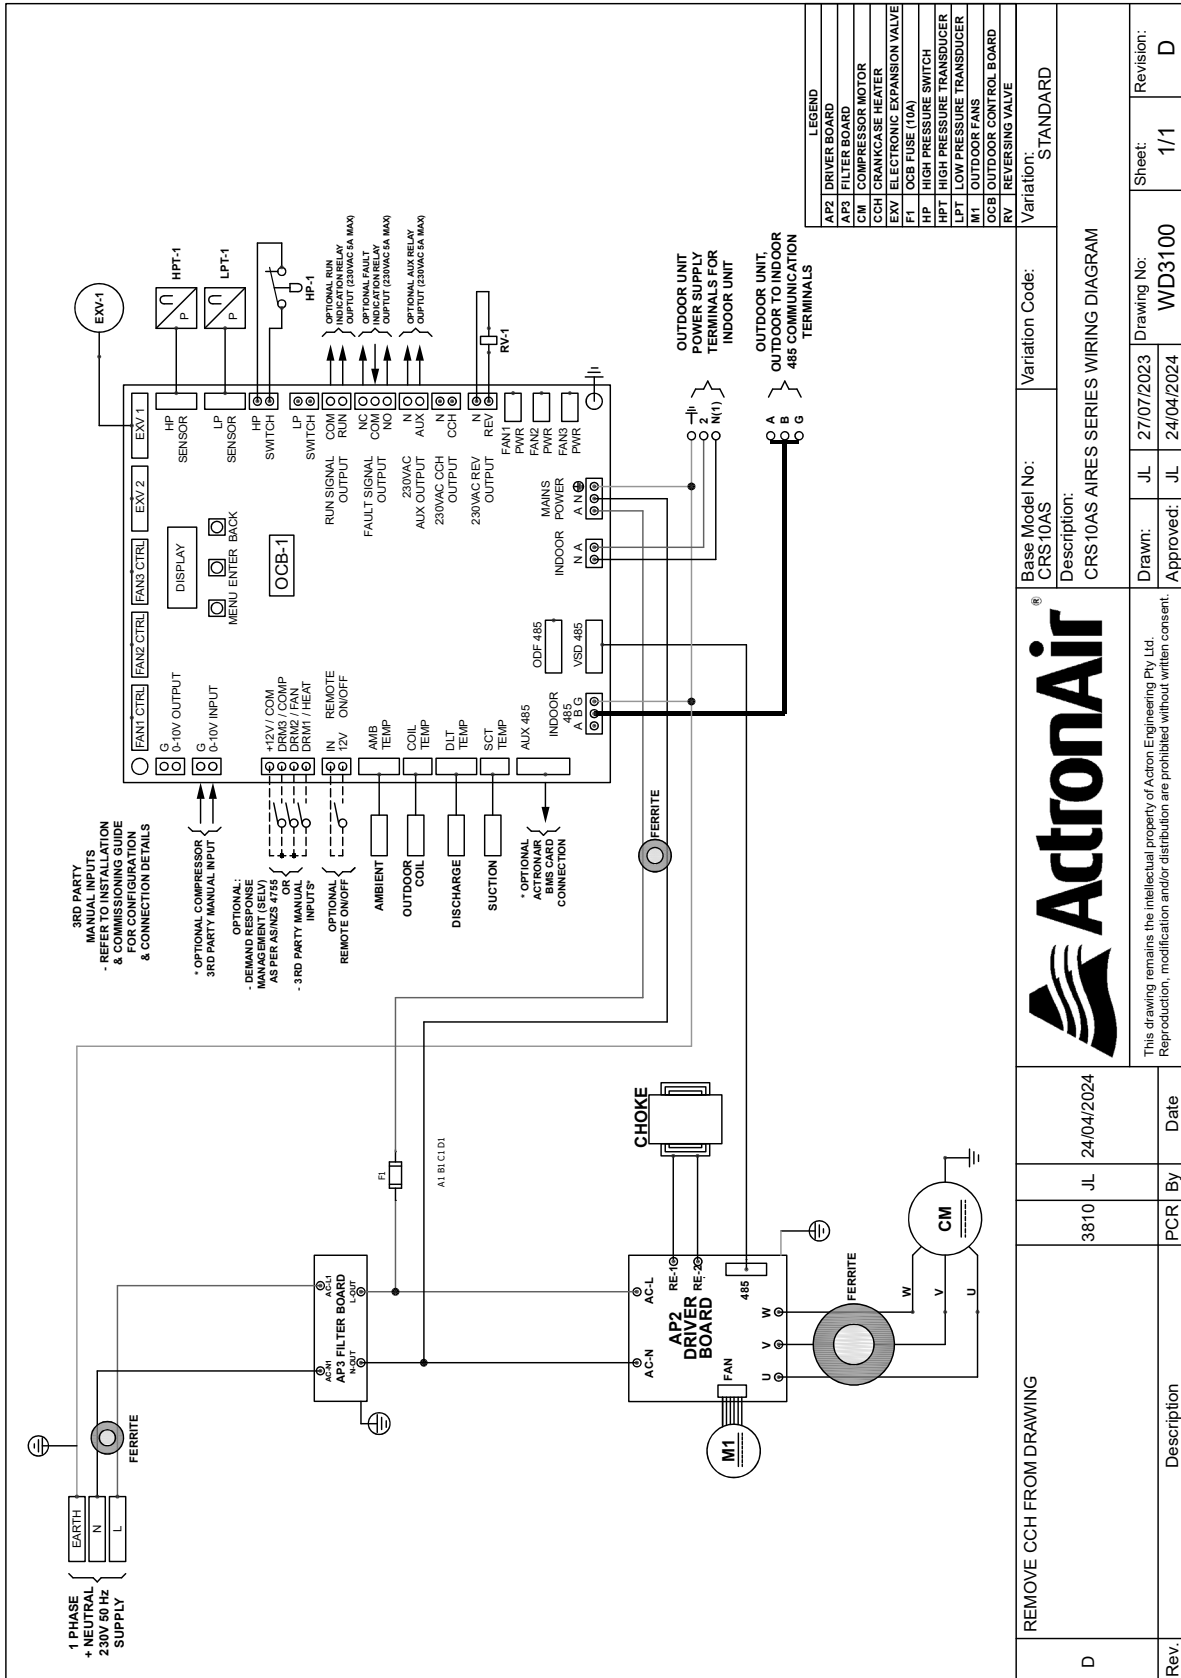 1 PHASE
+ NEUTRAL
230V 50 Hz
SUPPLY
EARTH
N
L
FERRITE
AC-N1
AC-L1
AP3 FILTER BOARD
N-OUT
L-OUT
F1
A1 B1 C1 D1
AC-N
AC-L
AP2
DRIVER
BOARD
RE-1
RE-2
485
FAN
U
V
W
M1
FERRITE
W
V
U
CM
CHOKE
3RD PARTY
MANUAL INPUTS
- REFER TO INSTALLATION
& COMMISSIONING GUIDE
FOR CONFIGURATION
& CONNECTION DETAILS
* OPTIONAL COMPRESSOR
3RD PARTY MANUAL INPUT
OPTIONAL:
- DEMAND RESPONSE
MANAGEMENT (SELV)
AS PER AS/NZS 4755
OR
- 3RD PARTY MANUAL
INPUTS*
OPTIONAL
REMOTE ON/OFF
AMBIENT
OUTDOOR
COIL
DISCHARGE
SUCTION
* OPTIONAL
ACTRONAIR
BMS CARD
CONNECTION
FERRITE
FAN1 CTRL
FAN2 CTRL
FAN3 CTRL
EXV 2
EXV 1
G
0-10V OUTPUT
G
0-10V INPUT
+12V / COM
DRM3 / COMP
DRM2 / FAN
DRM1 / HEAT
IN REMOTE
12V ON/OFF
AMB
TEMP
COIL
TEMP
DLT
TEMP
SCT
TEMP
AUX 485
INDOOR
485
A B G
ODF 485
VSD 485
INDOOR
N A
MAINS
POWER
A N
DISPLAY
MENU ENTER BACK
OCB-1
HP
SENSOR
LP
SENSOR
HP
SWITCH
LP
SWITCH
RUN SIGNAL
OUTPUT
COM
RUN
FAULT SIGNAL
OUTPUT
NC
COM
NO
230VAC
AUX OUTPUT
N
AUX
230VAC CCH
OUTPUT
N
CCH
230VAC REV
OUTPUT
N
REV
FAN1
PWR
FAN2
PWR
FAN3
PWR
EXV-1
HPT-1
P
LPT-1
P
HP-1
OPTIONAL RUN
INDICATION RELAY
OUPTUT (230VAC 5A MAX)
OPTIONAL FAULT
INDICATION RELAY
OUPTUT (230VAC 5A MAX)
OPTIONAL AUX RELAY
OUPTUT (230VAC 5A MAX)
RV-1
2
N(1)
OUTDOOR UNIT
POWER SUPPLY
TERMINALS FOR
INDOOR UNIT
A
B
G
OUTDOOR UNIT,
OUTDOOR TO INDOOR
485 COMMUNICATION
TERMINALS
LEGEND
AP2 DRIVER BOARD
AP3 FILTER BOARD
CM COMPRESSOR MOTOR
CCH CRANKCASE HEATER
EXV ELECTRONIC EXPANSION VALVE
F1 OCB FUSE (10A)
HP HIGH PRESSURE SWITCH
HPT HIGH PRESSURE TRANSDUCER
LPT LOW PRESSURE TRANSDUCER
M1 OUTDOOR FANS
OCB OUTDOOR CONTROL BOARD
RV REVERSING VALVE
D REMOVE CCH FROM DRAWING 3810 JL 24/04/2024
Rev. Description PCR By Date
ActronAir®
This drawing remains the intellectual property of Actron Engineering Pty Ltd.
Reproduction, modification and/or distribution are prohibited without written consent.
Base Model No:
CRS10AS
Variation Code:
Variation:
STANDARD
Description:
CRS10AS AIRES SERIES WIRING DIAGRAM
Drawn: JL 27/07/2023
Approved: JL 24/04/2024
Drawing No:
WD3100
Sheet:
1/1
Revision:
D